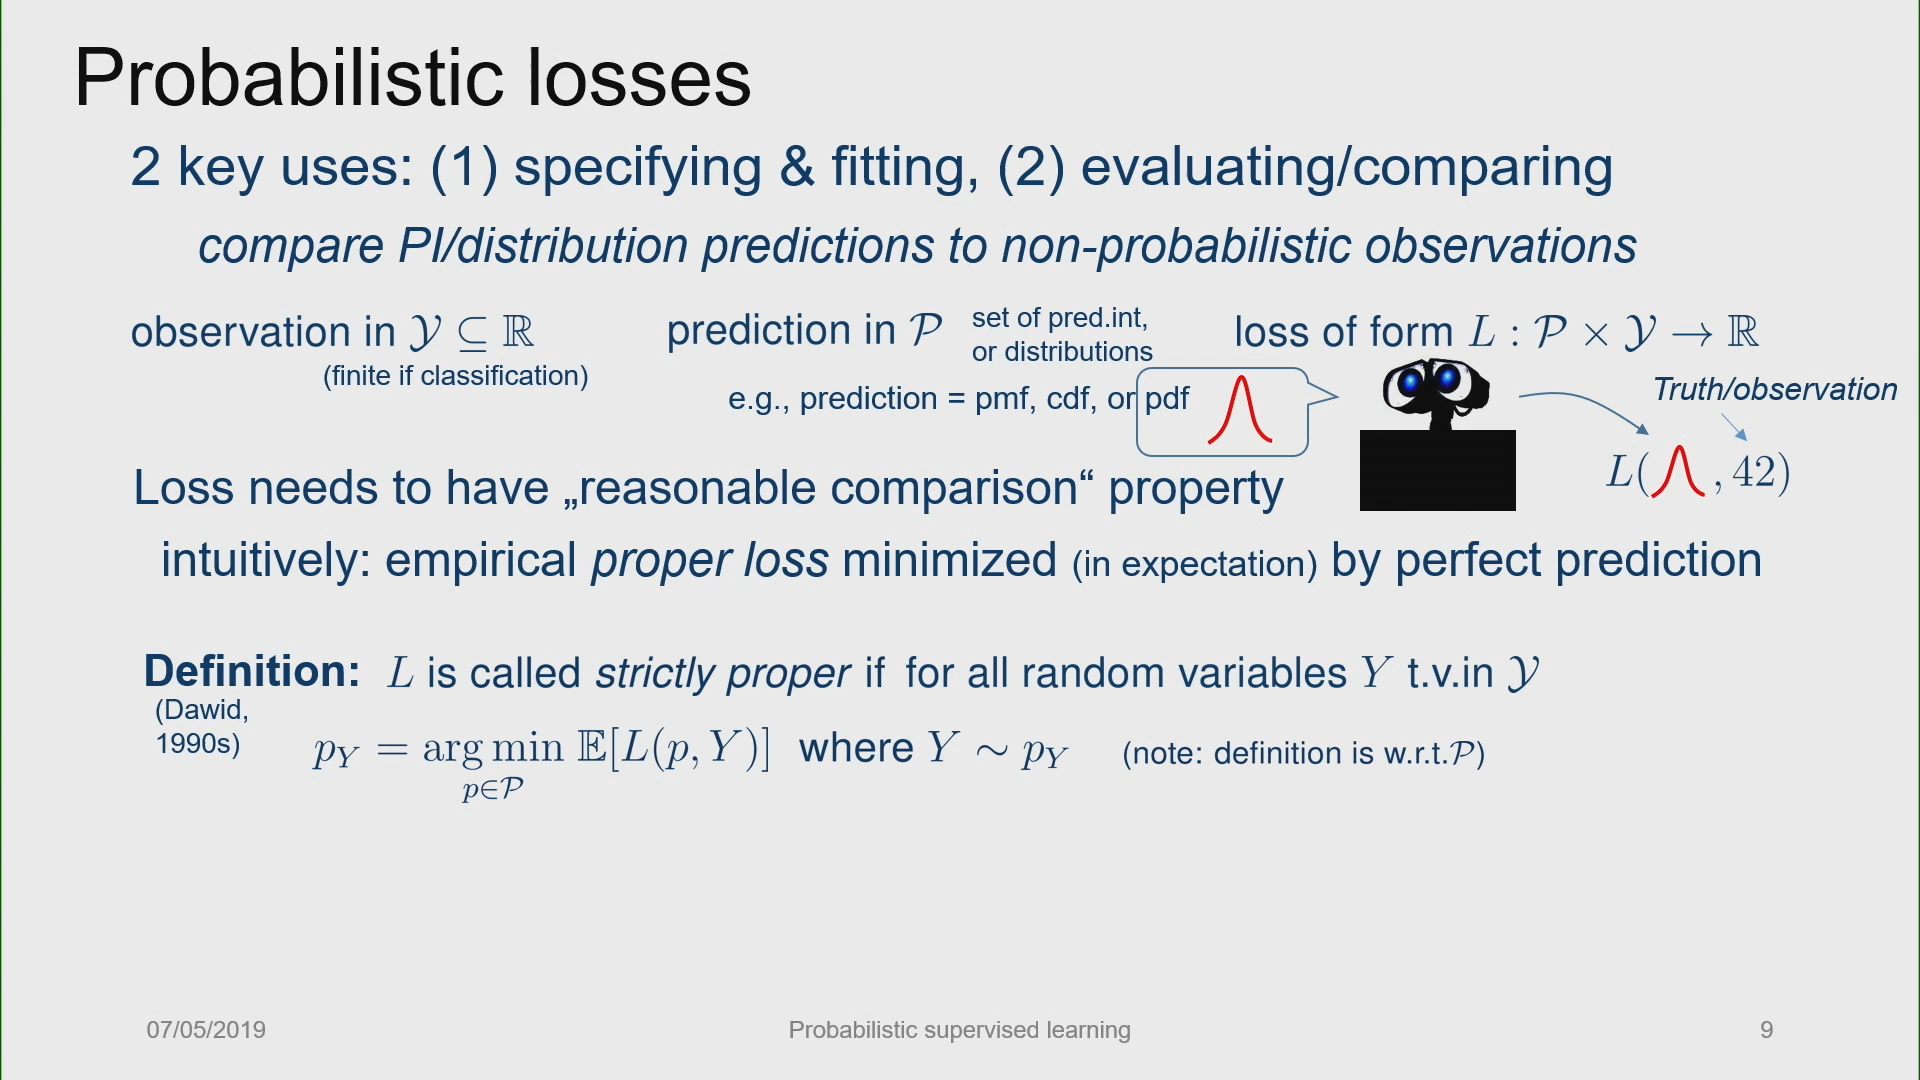 Probabilistic losses
2 key uses: (1) specifying & fitting, (2) evaluating/comparing
compare PI/distribution predictions to non-probabilistic observations
observation in 𝒴 ⊆ ℝ
(finite if classification)
prediction in 𝒫
set of pred.int,
or distributions
loss of form L : 𝒫 × 𝒴 → ℝ
e.g., prediction = pmf, cdf, or pdf
Truth/observation
L( , 42)
Loss needs to have „reasonable comparison“ property
intuitively: empirical proper loss minimized (in expectation) by perfect prediction
Definition: L is called strictly proper if for all random variables Y t.v.in 𝒴
(Dawid,
1990s)
p_Y = arg min_{p∈𝒫} 𝔼[L(p, Y)] where Y ∼ p_Y (note: definition is w.r.t.𝒫)
07/05/2019
Probabilistic supervised learning
9